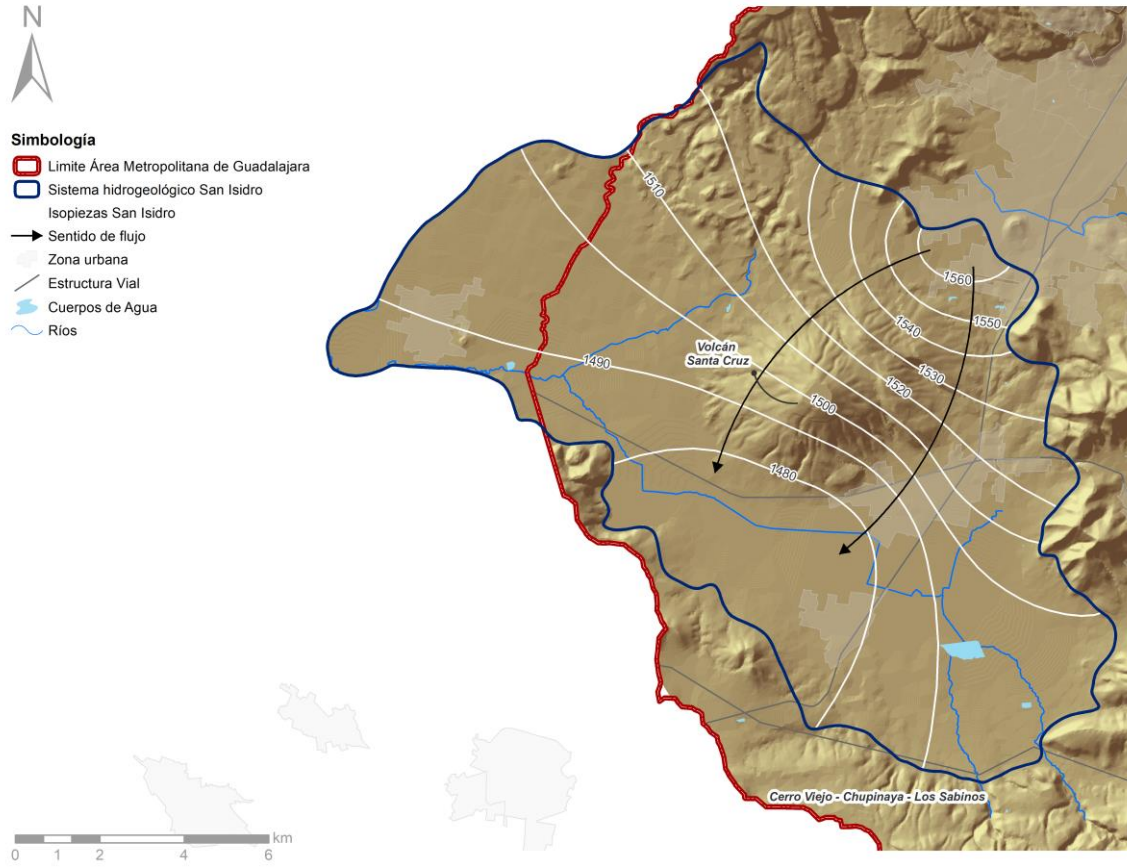 N
Simbología
Limite Área Metropolitana de Guadalajara
Sistema hidrogeológico San Isidro
Isopiezas San Isidro
Sentido de flujo
Zona urbana
Estructura Vial
Cuerpos de Agua
Ríos
1510
1560
1550
1540
1530
1520
1500
1490
1480
Volcán
Santa Cruz
Cerro Viejo - Chupinaya - Los Sabinos
km
0 1 2 4 6